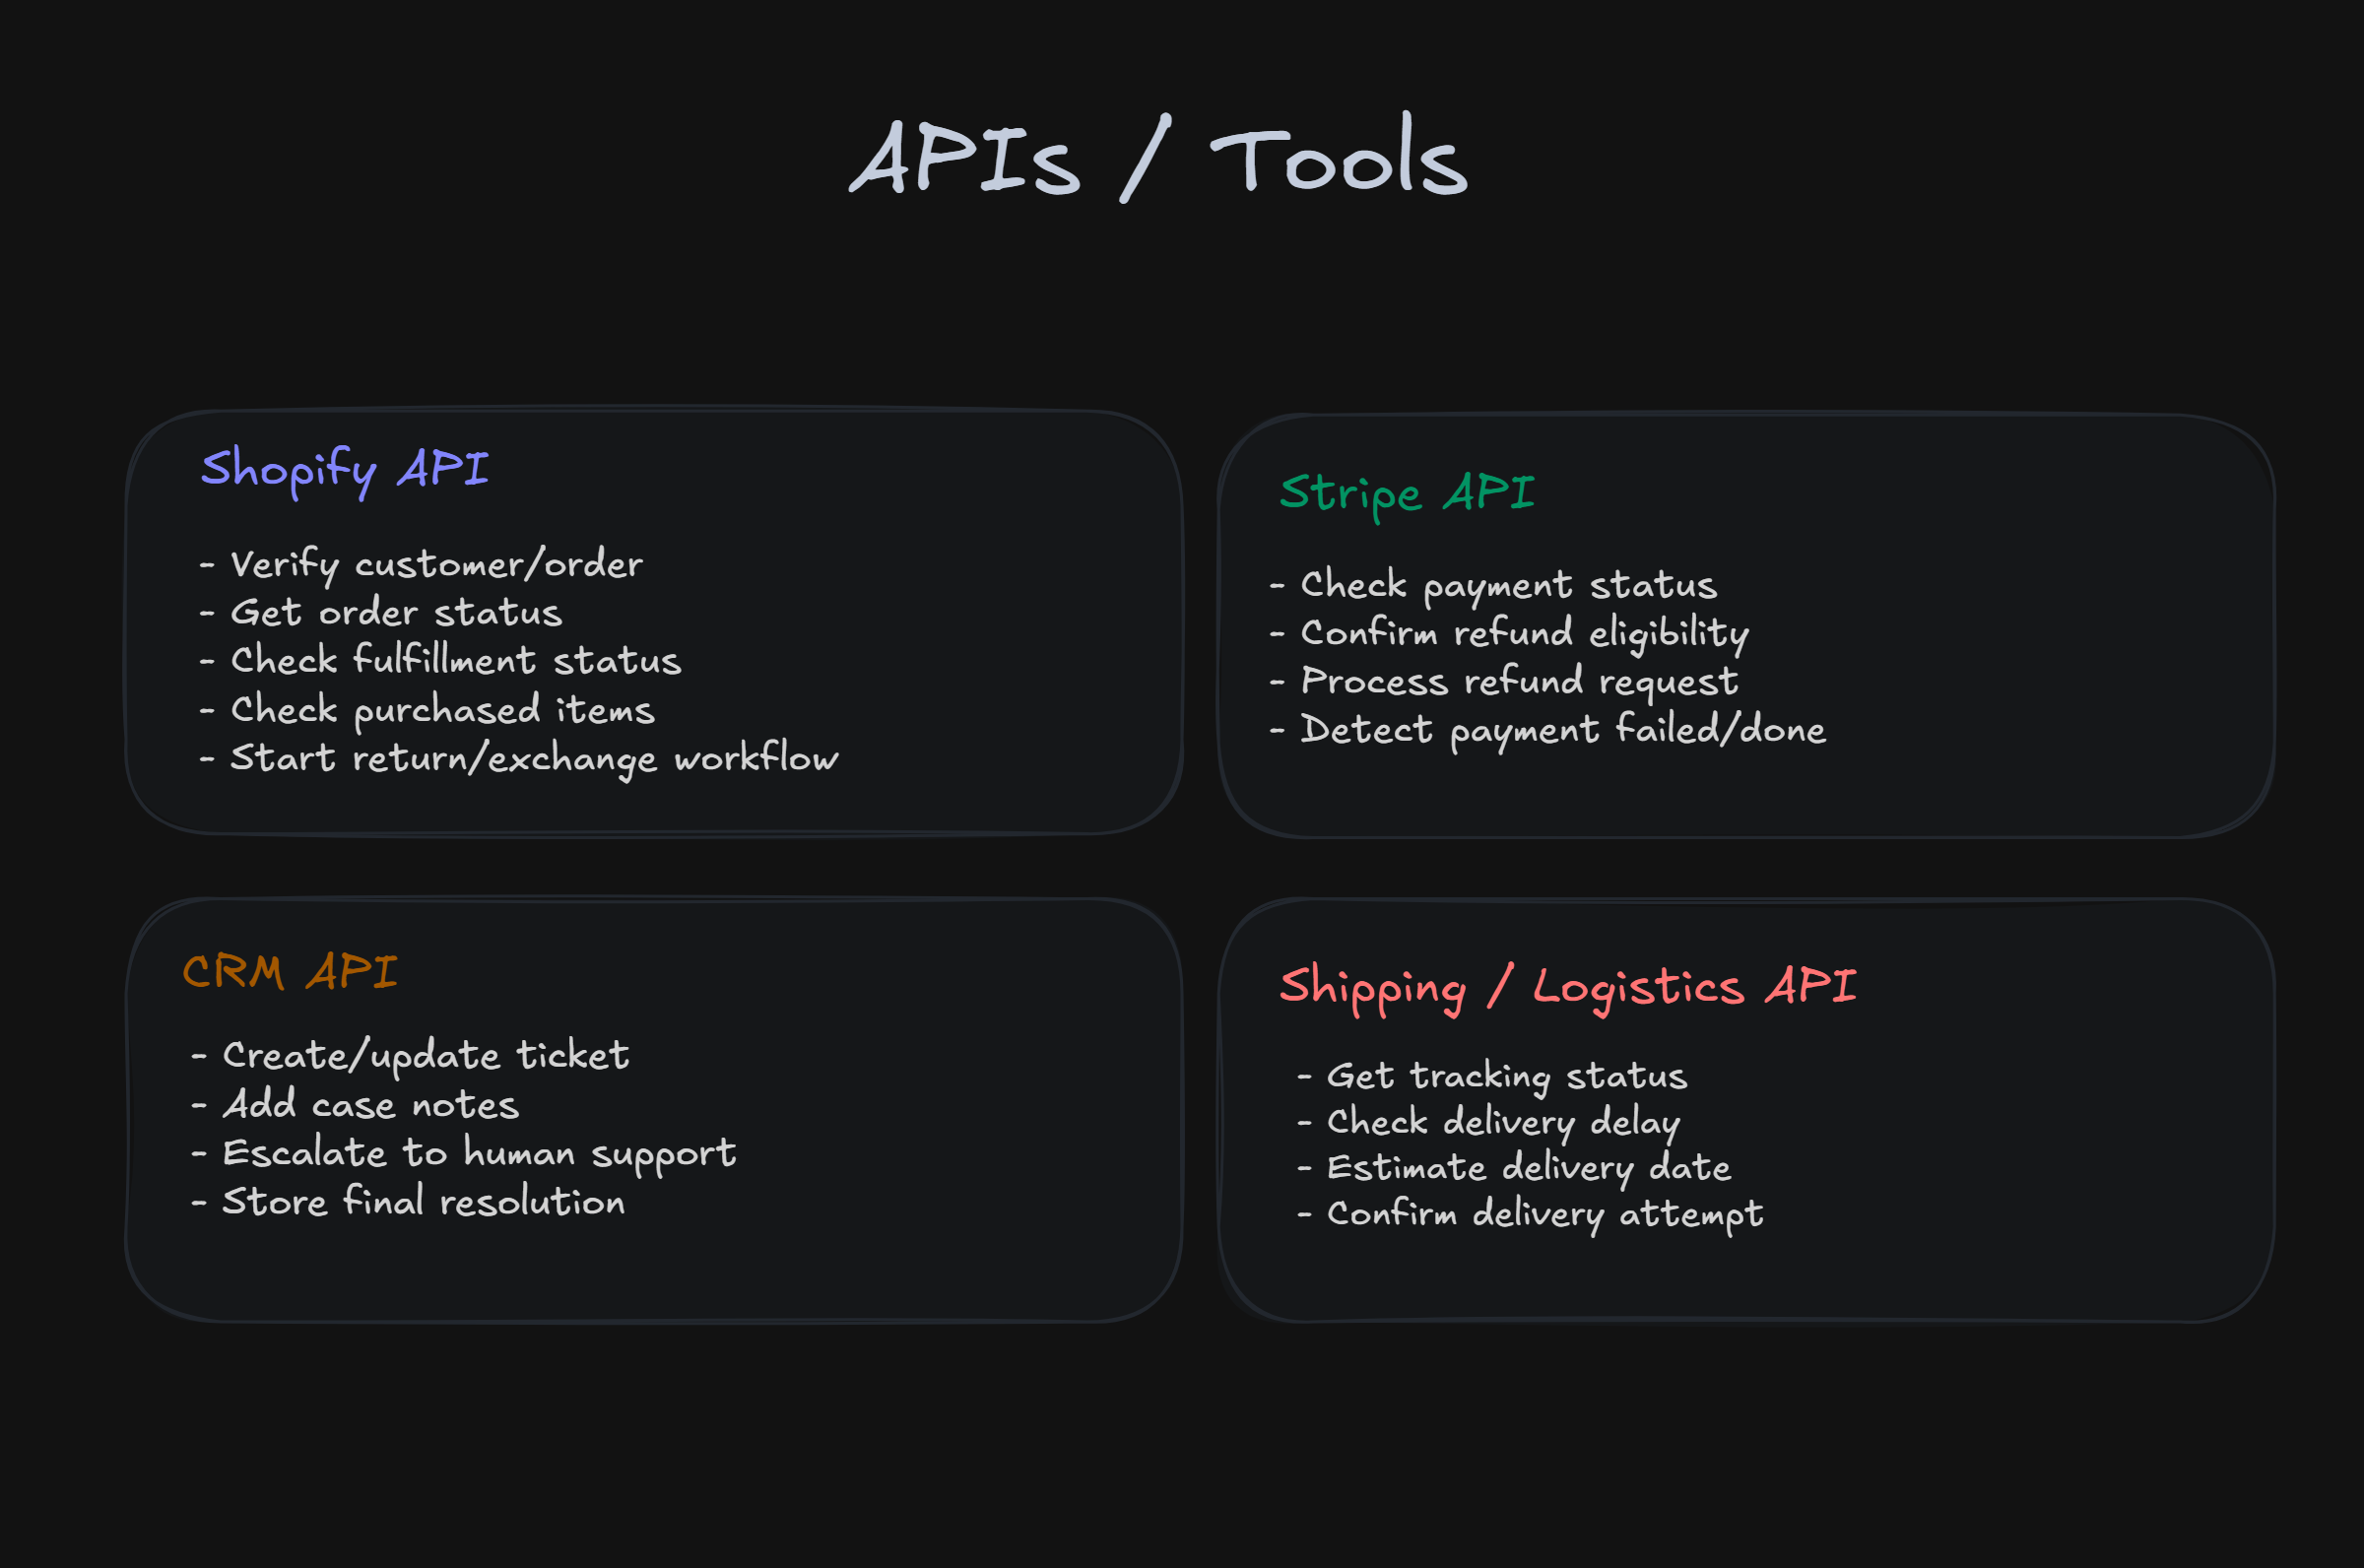 APIs / Tools
Shopify API
- Verify customer/order
- Get order status
- Check fulfillment status
- Check purchased items
- Start return/exchange workflow
Stripe API
- Check payment status
- Confirm refund eligibility
- Process refund request
- Detect payment failed/done
CRM API
- Create/update ticket
- Add case notes
- Escalate to human support
- Store final resolution
Shipping / Logistics API
- Get tracking status
- Check delivery delay
- Estimate delivery date
- Confirm delivery attempt